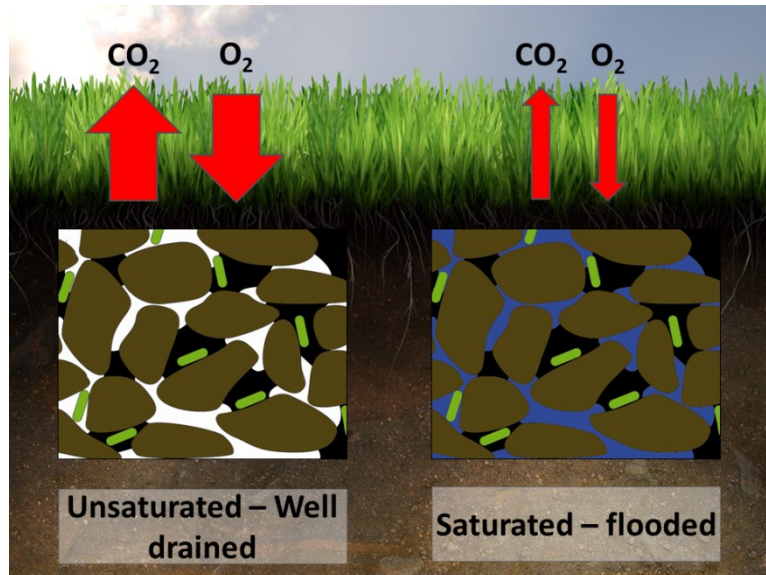 CO₂
O₂
CO₂
O₂
Unsaturated – Well
drained
Saturated – flooded